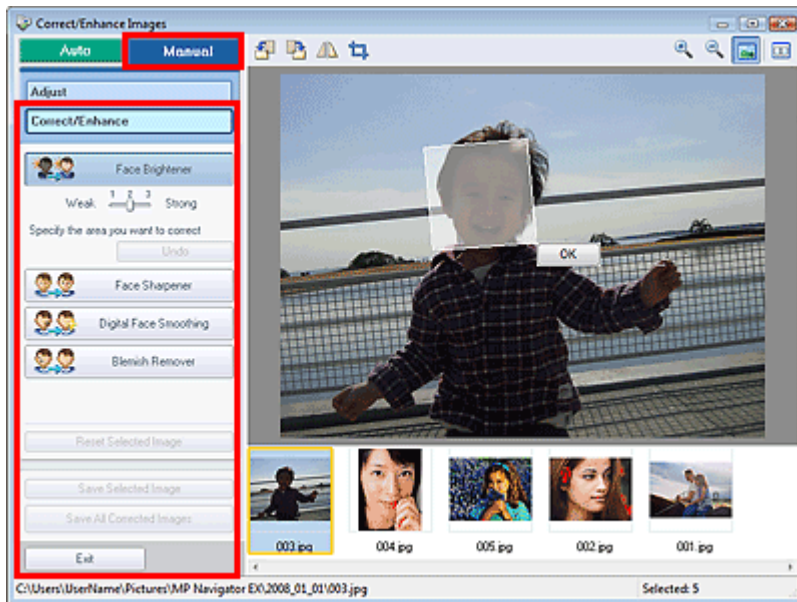 Correct/Enhance Images
Auto
Manual
Adjust
Correct/Enhance
Face Brightener
1 2 3
Weak Strong
Specify the area you want to correct
Undo
Face Sharpener
Digital Face Smoothing
Blemish Remover
Reset Selected Image
Save Selected Image
Save All Corrected Images
Exit
OK
003.jpg
004.jpg
005.jpg
002.jpg
001.jpg
C:\Users\UserName\Pictures\MP Navigator EX\2008_01_01\003.jpg
Selected: 5